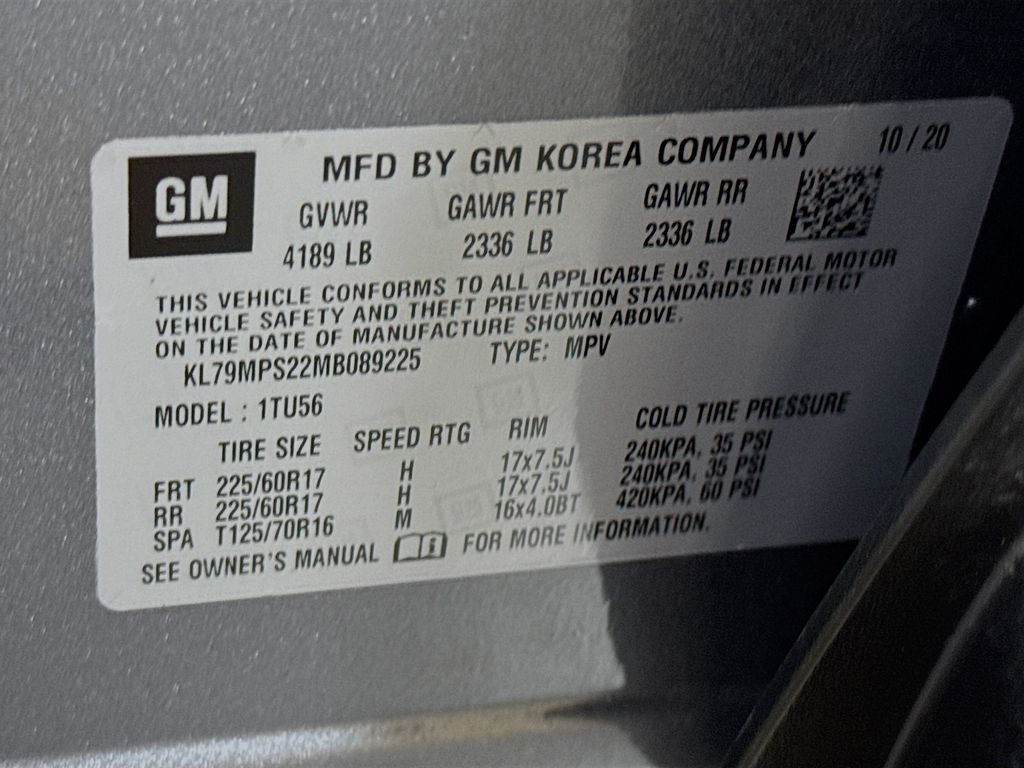 GM
MFD BY GM KOREA COMPANY 10 / 20
GVWR GAWR FRT GAWR RR
4189 LB 2336 LB 2336 LB
THIS VEHICLE CONFORMS TO ALL APPLICABLE U.S. FEDERAL MOTOR
VEHICLE SAFETY AND THEFT PREVENTION STANDARDS IN EFFECT
ON THE DATE OF MANUFACTURE SHOWN ABOVE.
KL79MPS22MB089225 TYPE: MPV
MODEL : 1TU56
TIRE SIZE SPEED RTG RIM COLD TIRE PRESSURE
FRT 225/60R17 H 17x7.5J 240KPA, 35 PSI
RR 225/60R17 H 17x7.5J 240KPA, 35 PSI
SPA T125/70R16 M 16x4.0BT 420KPA, 60 PSI
SEE OWNER'S MANUAL FOR MORE INFORMATION.